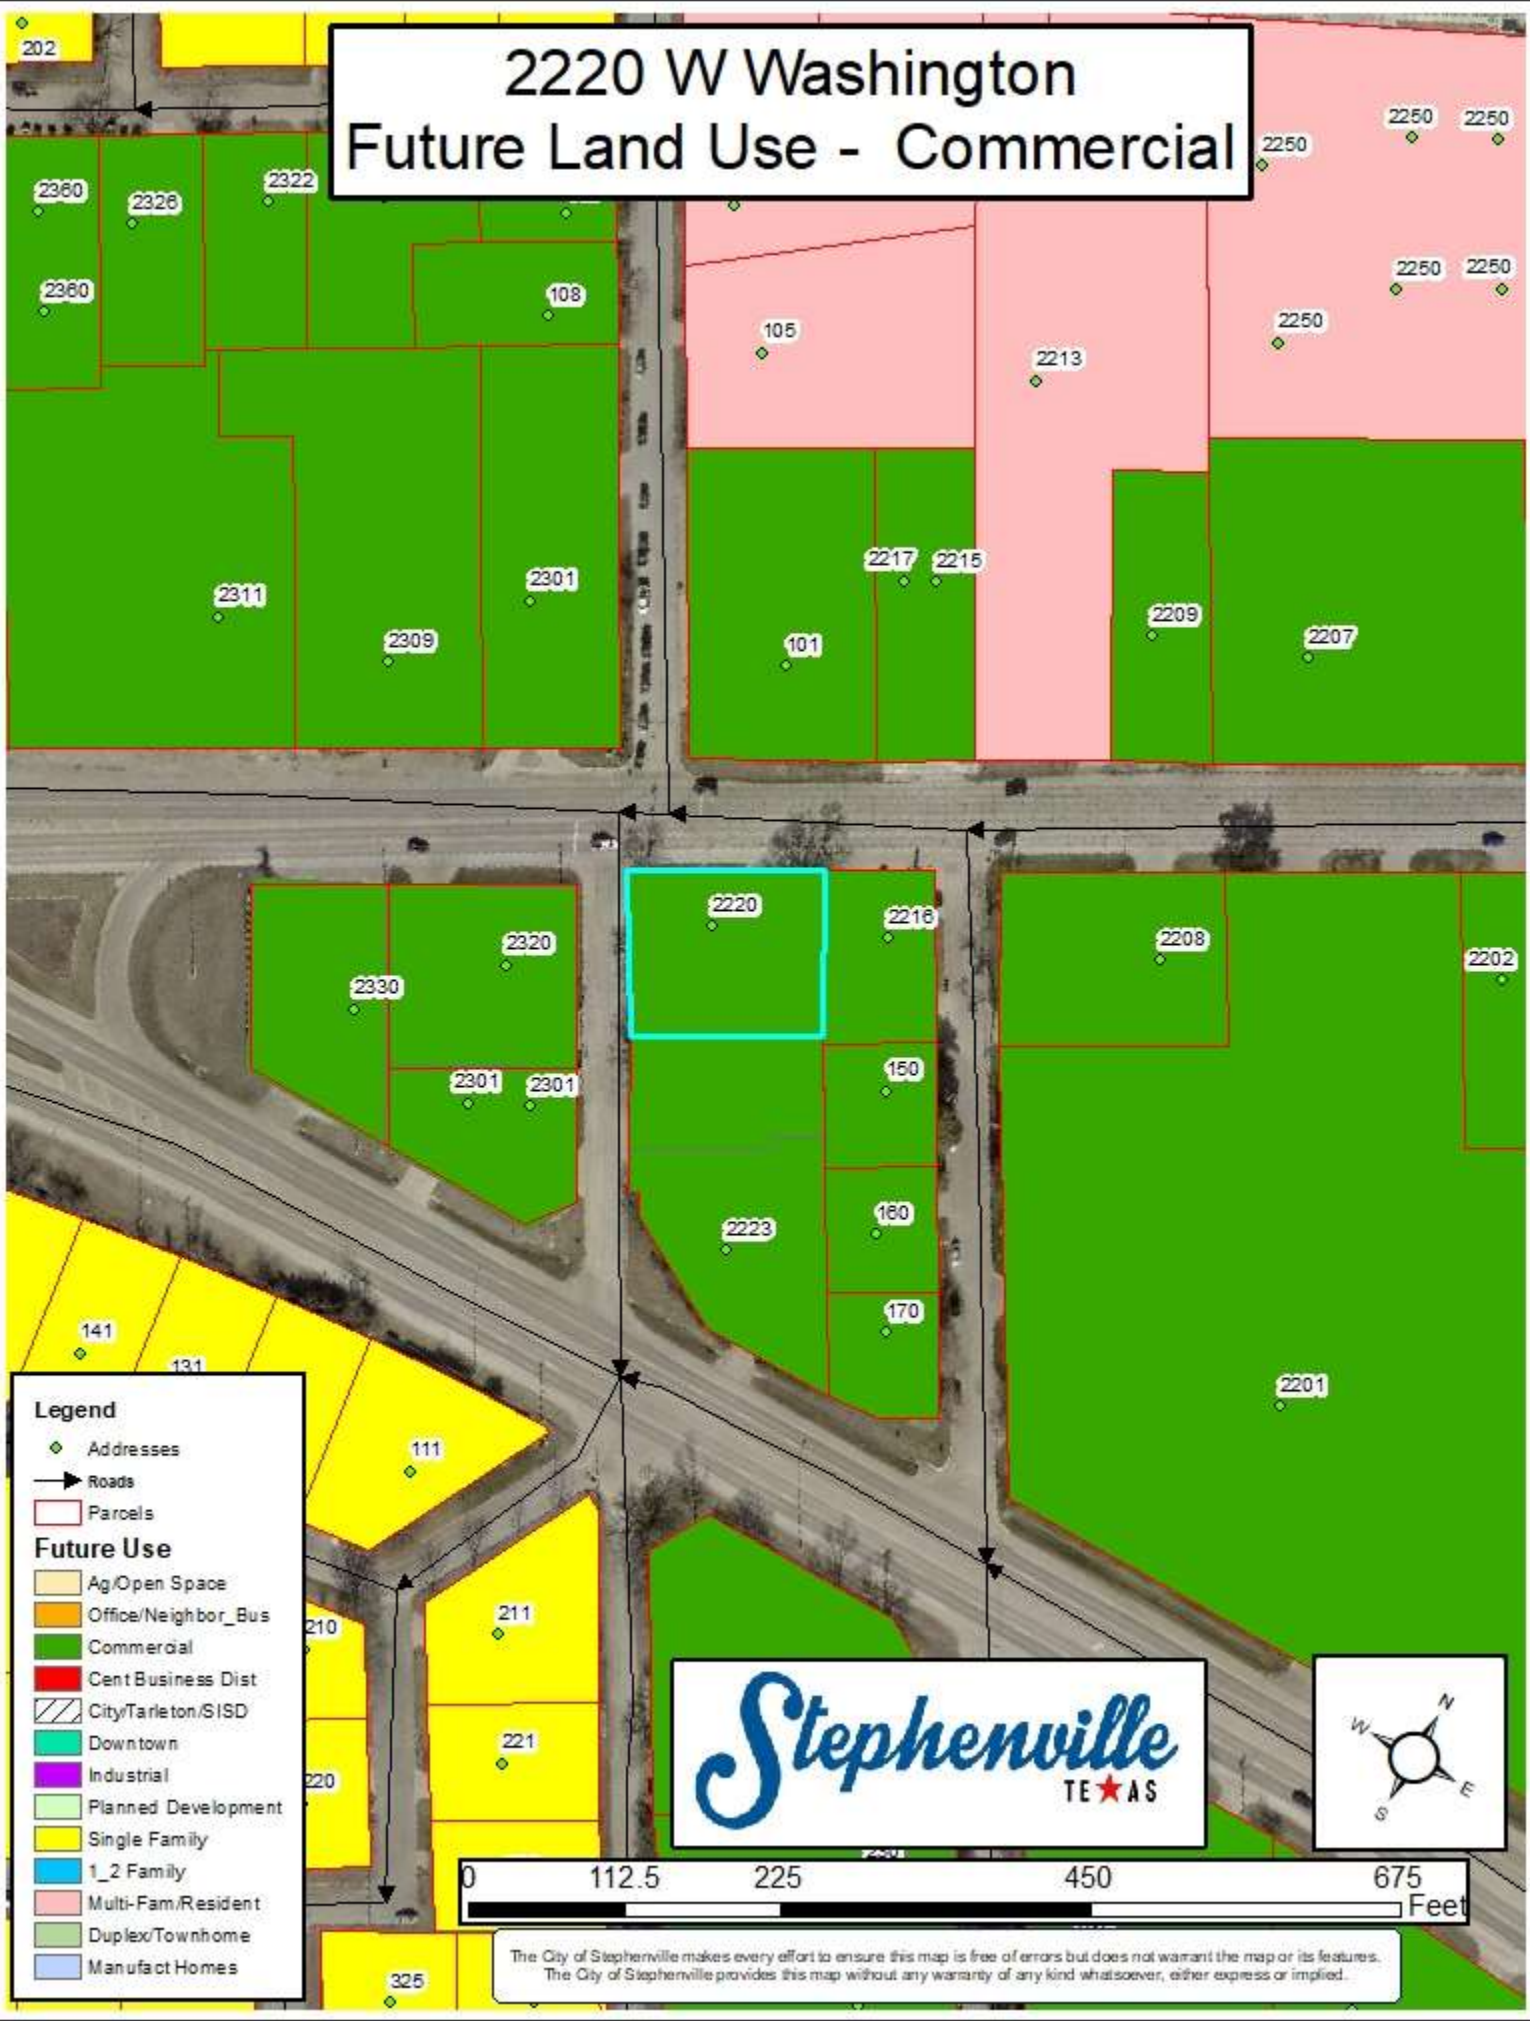 2220 W Washington
Future Land Use - Commercial
202
2250
2250
2250
2360
2326
2322
2360
108
2250
2250
2250
105
2213
2311
2309
2301
2217
2215
101
2209
2207
2220
2216
2320
2330
2208
2202
2301
2301
150
160
2223
170
141
131
111
2201
211
210
221
220
325
Legend
Addresses
Roads
Parcels
Future Use
Ag/Open Space
Office/Neighbor_Bus
Commercial
Cent Business Dist
City/Tarleton/SISD
Downtown
Industrial
Planned Development
Single Family
1_2 Family
Multi-Fam/Resident
Duplex/Townhome
Manufact Homes
Stephenville
TEXAS
N
W
E
S
0 112.5 225 450 675
Feet
The City of Stephenville makes every effort to ensure this map is free of errors but does not warrant the map or its features.
The City of Stephenville provides this map without any warranty of any kind whatsoever, either express or implied.